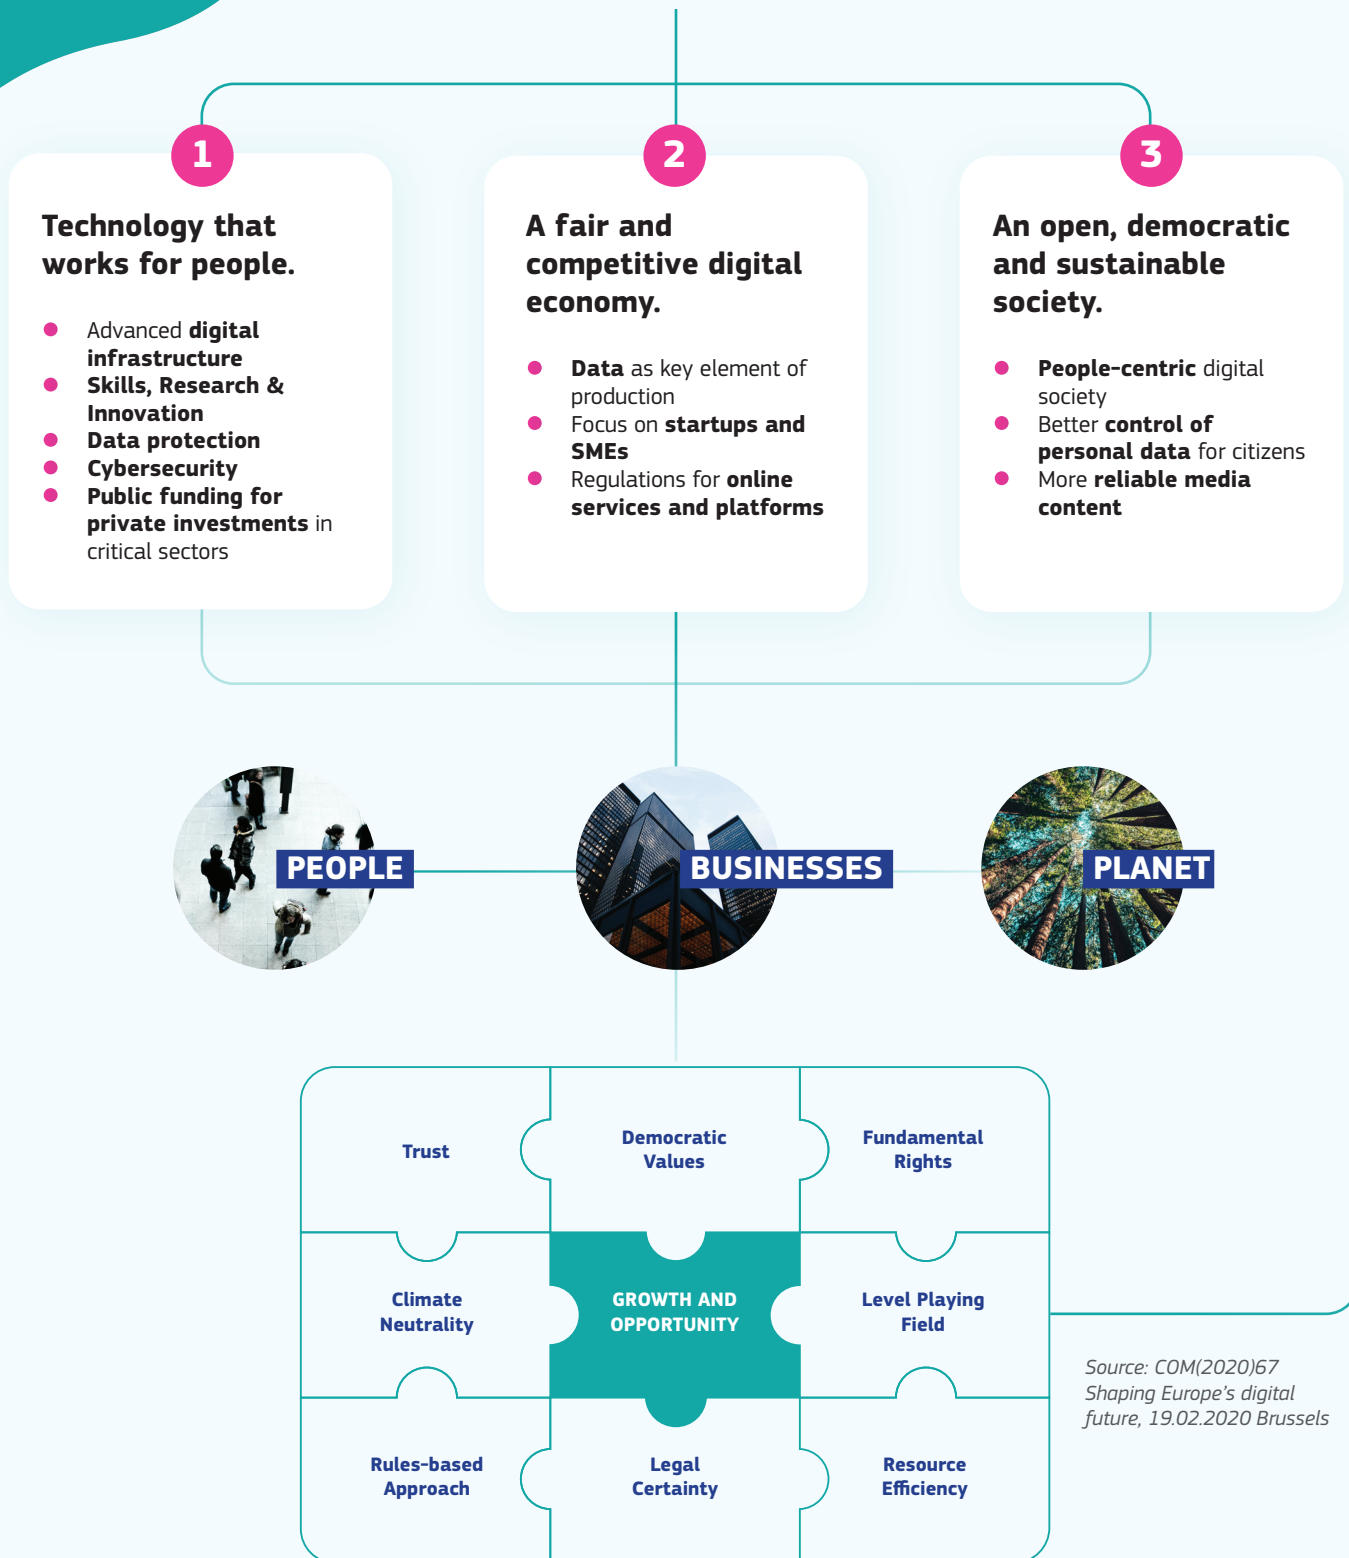 1
Technology that
works for people.
Advanced digital
infrastructure
Skills, Research &
Innovation
Data protection
Cybersecurity
Public funding for
private investments in
critical sectors
2
A fair and
competitive digital
economy.
Data as key element of
production
Focus on startups and
SMEs
Regulations for online
services and platforms
3
An open, democratic
and sustainable
society.
People-centric digital
society
Better control of
personal data for citizens
More reliable media
content
PEOPLE
BUSINESSES
PLANET
Trust
Democratic
Values
Fundamental
Rights
Climate
Neutrality
GROWTH AND
OPPORTUNITY
Level Playing
Field
Rules-based
Approach
Legal
Certainty
Resource
Efficiency
Source: COM(2020)67
Shaping Europe's digital
future, 19.02.2020 Brussels